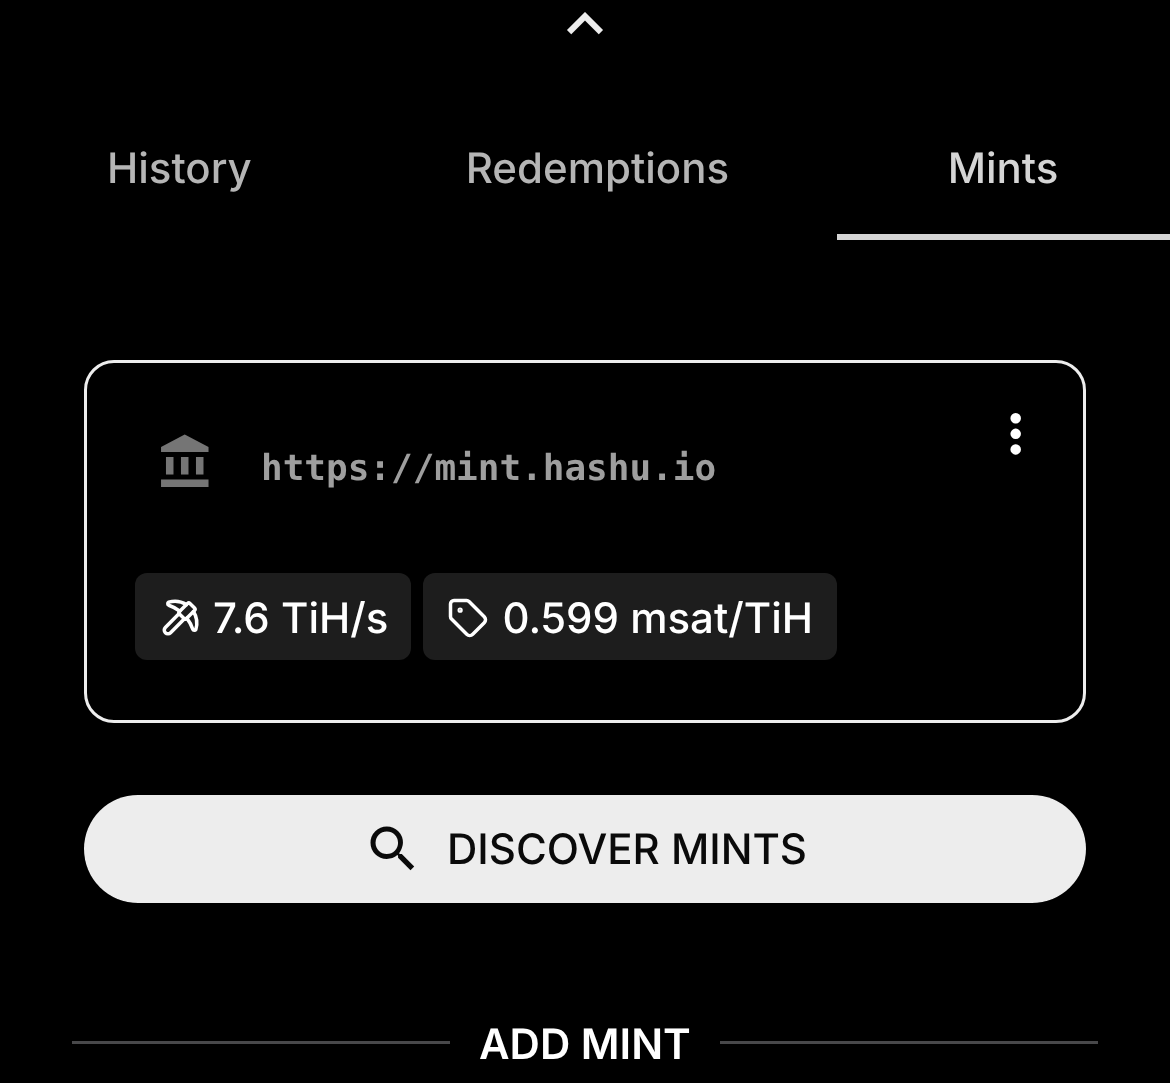 History Redemptions Mints
https://mint.hashu.io
7.6 TiH/s 0.599 msat/TiH
DISCOVER MINTS
ADD MINT